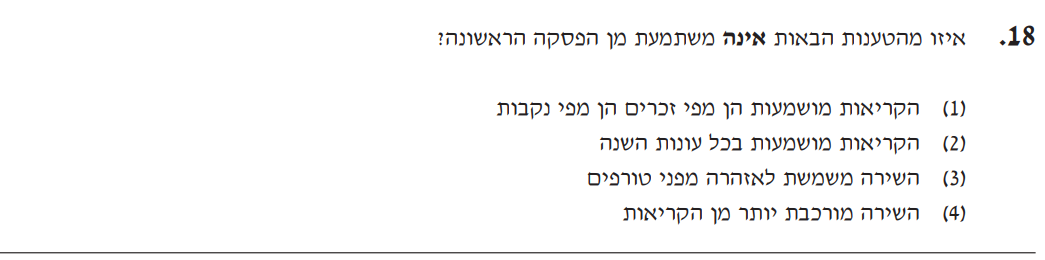 18. איזו מהטענות הבאות אינה משתמעת מן הפסקה הראשונה?
(1) הקריאות מושמעות הן מפי זכרים הן מפי נקבות
(2) הקריאות מושמעות בכל עונות השנה
(3) השירה משמשת לאזהרה מפני טורפים
(4) השירה מורכבת יותר מן הקריאות